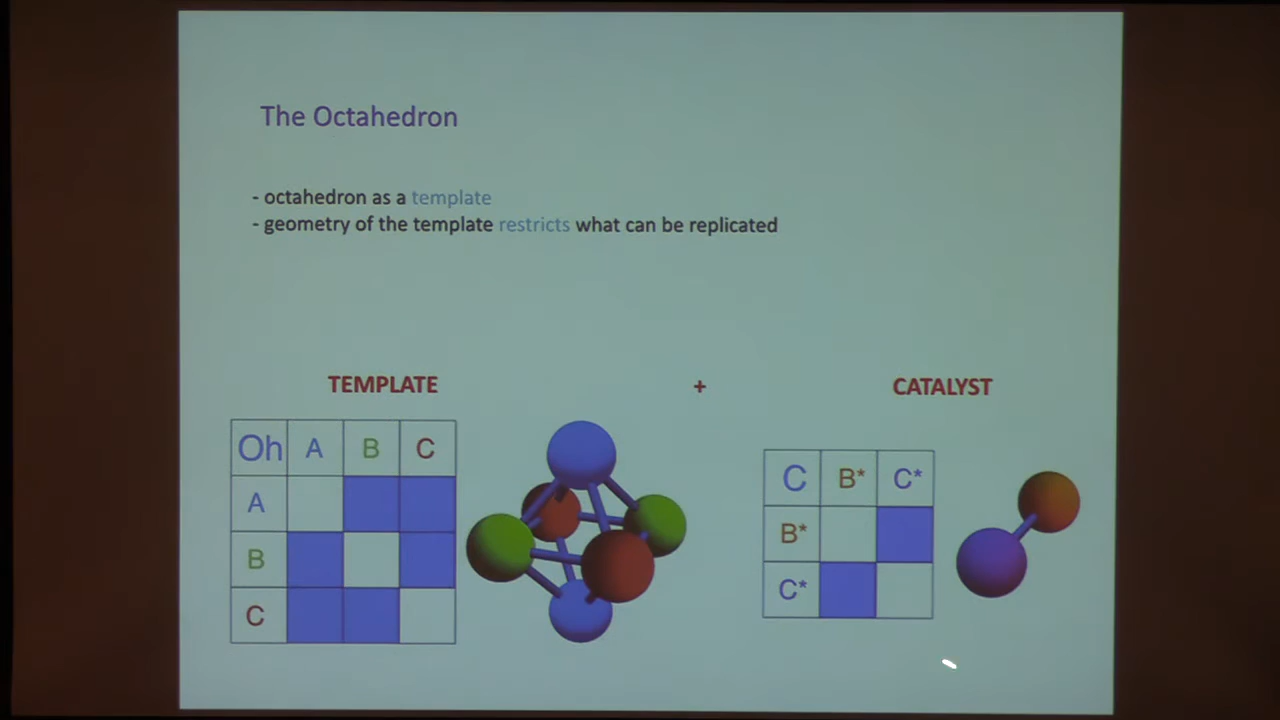 The Octahedron
- octahedron as a template
- geometry of the template restricts what can be replicated
TEMPLATE + CATALYST
Oh A B C
A
B
C
C B* C*
B*
C*